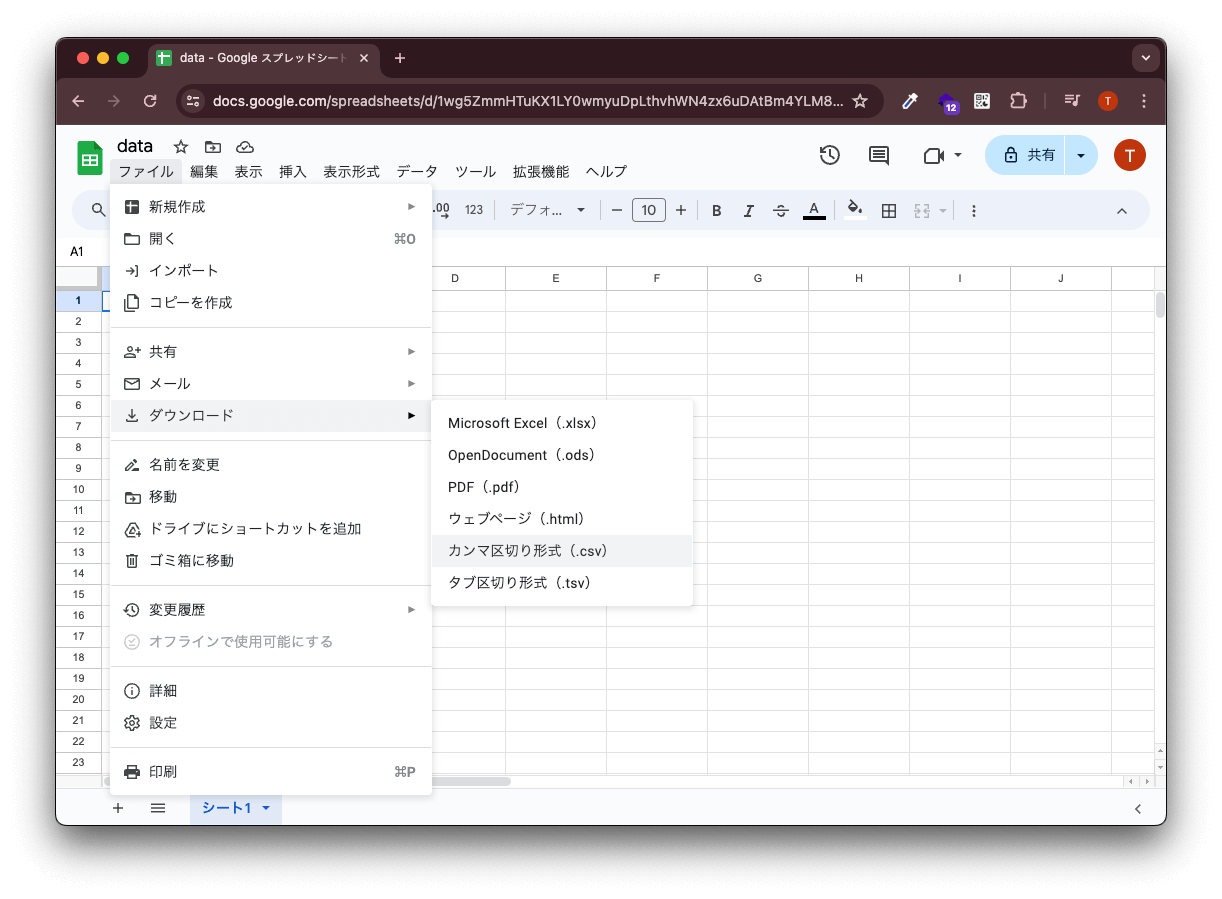 data - Google スプレッドシート
docs.google.com/spreadsheets/d/1wg5ZmmHTuKX1LY0wmyuDpLthvhWN4zx6uDAtBm4YLM8...
12
T
data
ファイル 編集 表示 挿入 表示形式 データ ツール 拡張機能 ヘルプ
共有
T
.00 123 デフォ... 10 B I A
A1
D E F G H I J
新規作成
開く ⌘O
インポート
コピーを作成
共有
メール
ダウンロード
名前を変更
移動
ドライブにショートカットを追加
ゴミ箱に移動
変更履歴
オフラインで使用可能にする
詳細
設定
印刷 ⌘P
Microsoft Excel（.xlsx）
OpenDocument（.ods）
PDF（.pdf）
ウェブページ（.html）
カンマ区切り形式（.csv）
タブ区切り形式（.tsv）
1
2
3
4
5
6
7
8
9
10
11
12
13
14
15
16
17
18
19
20
21
22
23
シート1